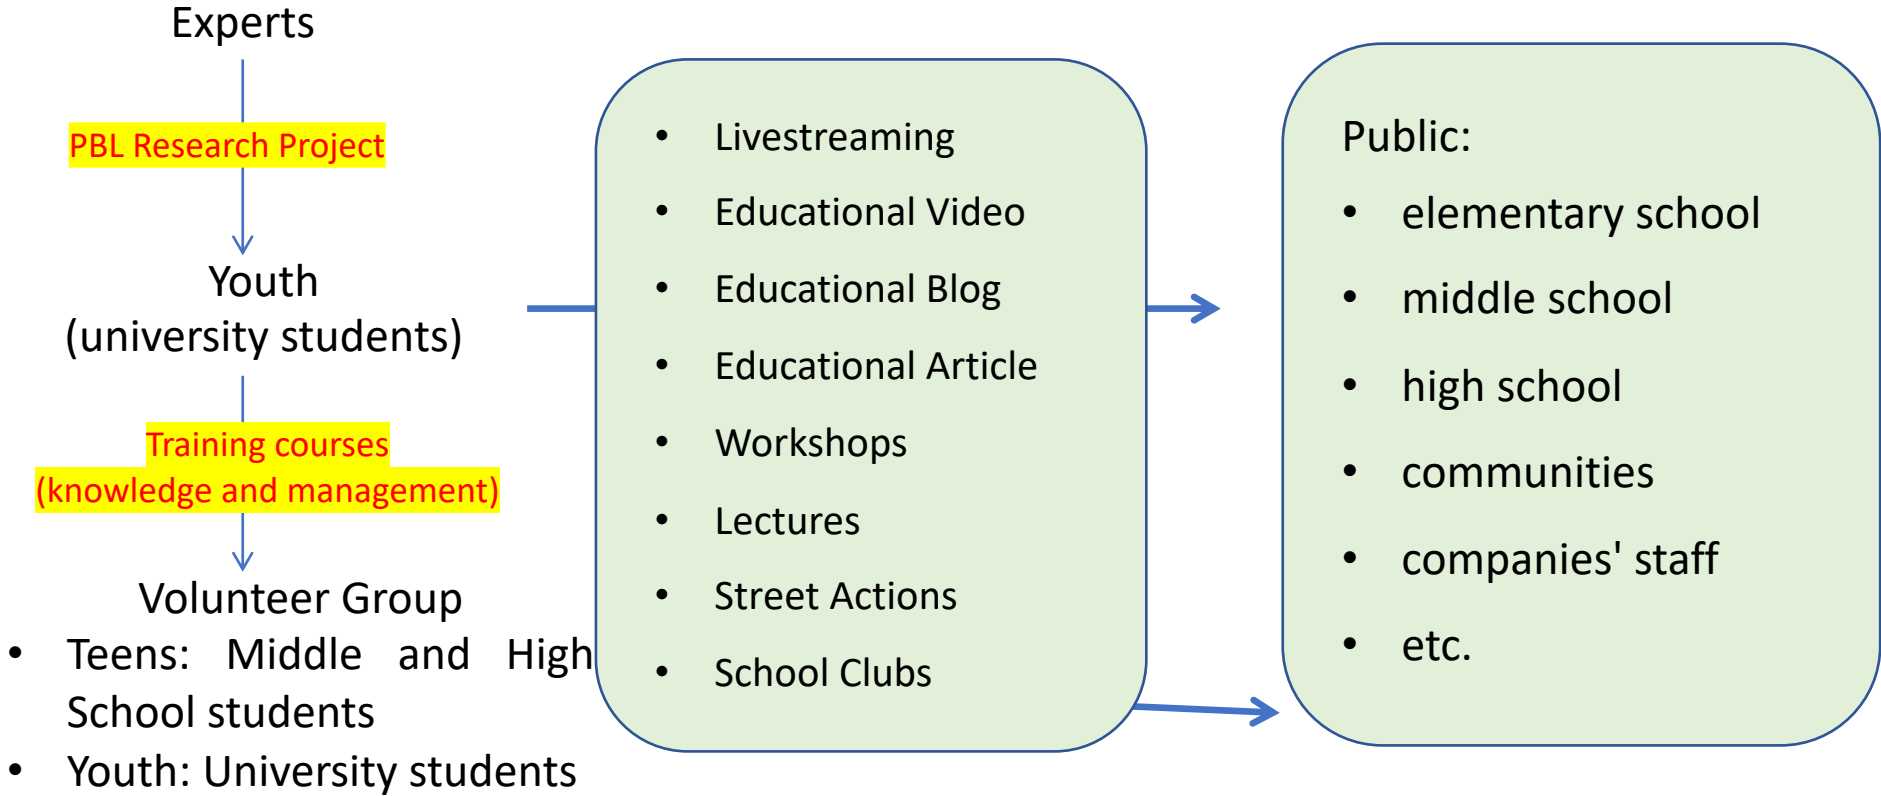 Experts
PBL Research Project
Youth
(university students)
Training courses
(knowledge and management)
Volunteer Group
• Teens: Middle and High
School students
• Youth: University students
• Livestreaming
• Educational Video
• Educational Blog
• Educational Article
• Workshops
• Lectures
• Street Actions
• School Clubs
Public:
• elementary school
• middle school
• high school
• communities
• companies' staff
• etc.